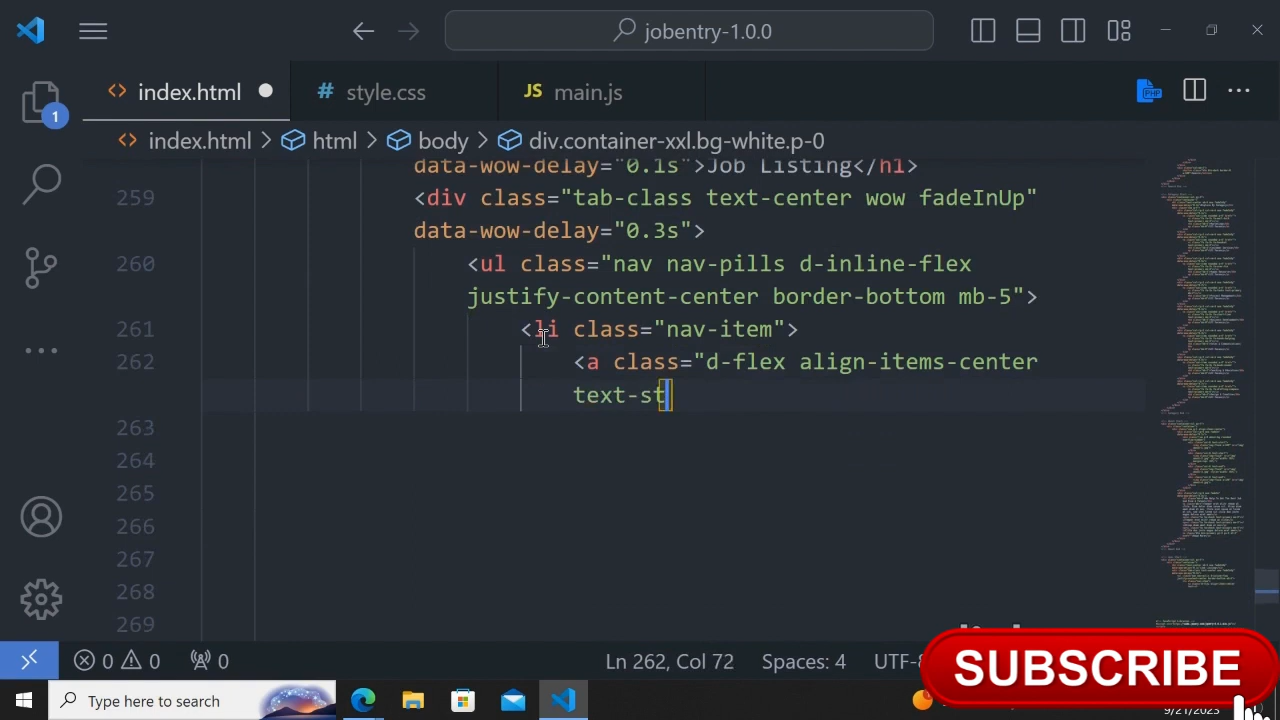 jobentry-1.0.0
index.html
# style.css
JS main.js
PHP
1
index.html > html > body > div.container-xxl.bg-white.p-0
data-wow-delay="0.1s">Job Listing</h1>
259 <div class="tab-class text-center wow fadeInUp"
data-wow-delay="0.3s">
260 <ul class="nav nav-pills d-inline-flex
justify-content-center border-bottom mb-5">
261 <li class="nav-item">
262 <a class="d-flex align-items-center
text-st
263
264
265
266
267
268
269
0 0 0
Ln 262, Col 72 Spaces: 4 UTF-8
SUBSCRIBE
Type here to search
9/21/2023